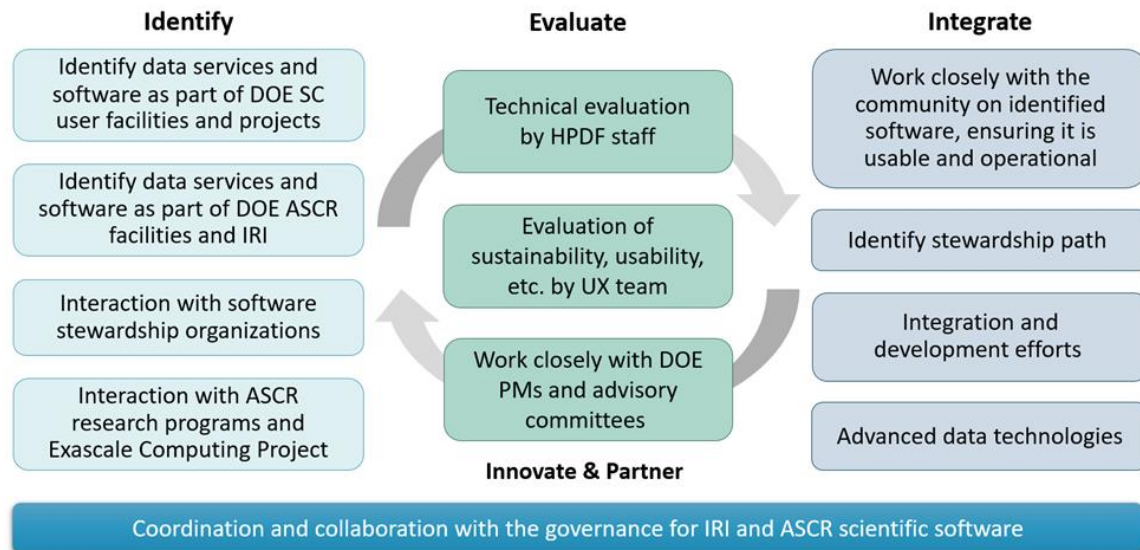 Identify
Identify data services and
software as part of DOE SC
user facilities and projects
Identify data services and
software as part of DOE ASCR
facilities and IRI
Interaction with software
stewardship organizations
Interaction with ASCR
research programs and
Exascale Computing Project
Evaluate
Technical evaluation
by HPDF staff
Evaluation of
sustainability, usability,
etc. by UX team
Work closely with DOE
PMs and advisory
committees
Innovate & Partner
Integrate
Work closely with the
community on identified
software, ensuring it is
usable and operational
Identify stewardship path
Integration and
development efforts
Advanced data technologies
Coordination and collaboration with the governance for IRI and ASCR scientific software